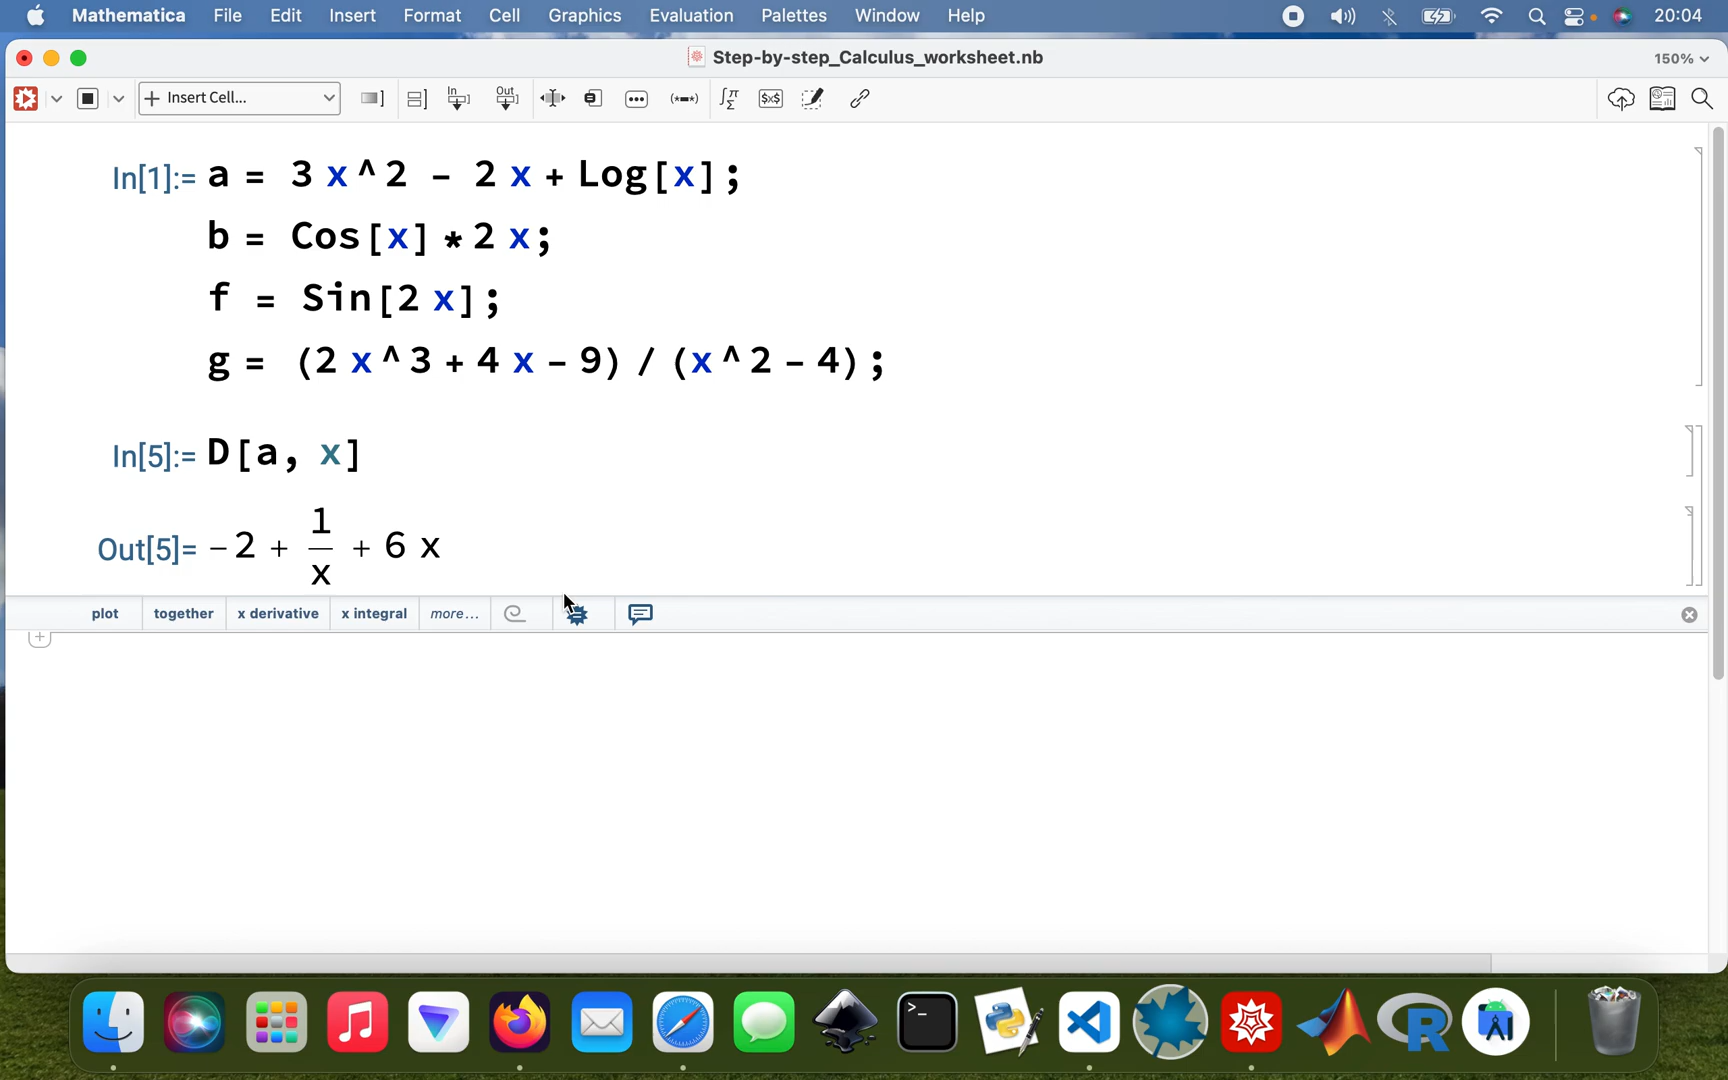 Mathematica File Edit Insert Format Cell Graphics Evaluation Palettes Window Help 20:04
Step-by-step_Calculus_worksheet.nb 150%
Insert Cell... In Out
In[1]:= a = 3 x^2 - 2 x + Log[x];
b = Cos[x] * 2 x;
f = Sin[2 x];
g = (2 x^3 + 4 x - 9) / (x^2 - 4);
In[5]:= D[a, x]
Out[5]= -2 + 1/x + 6 x
plot together x derivative x integral more...